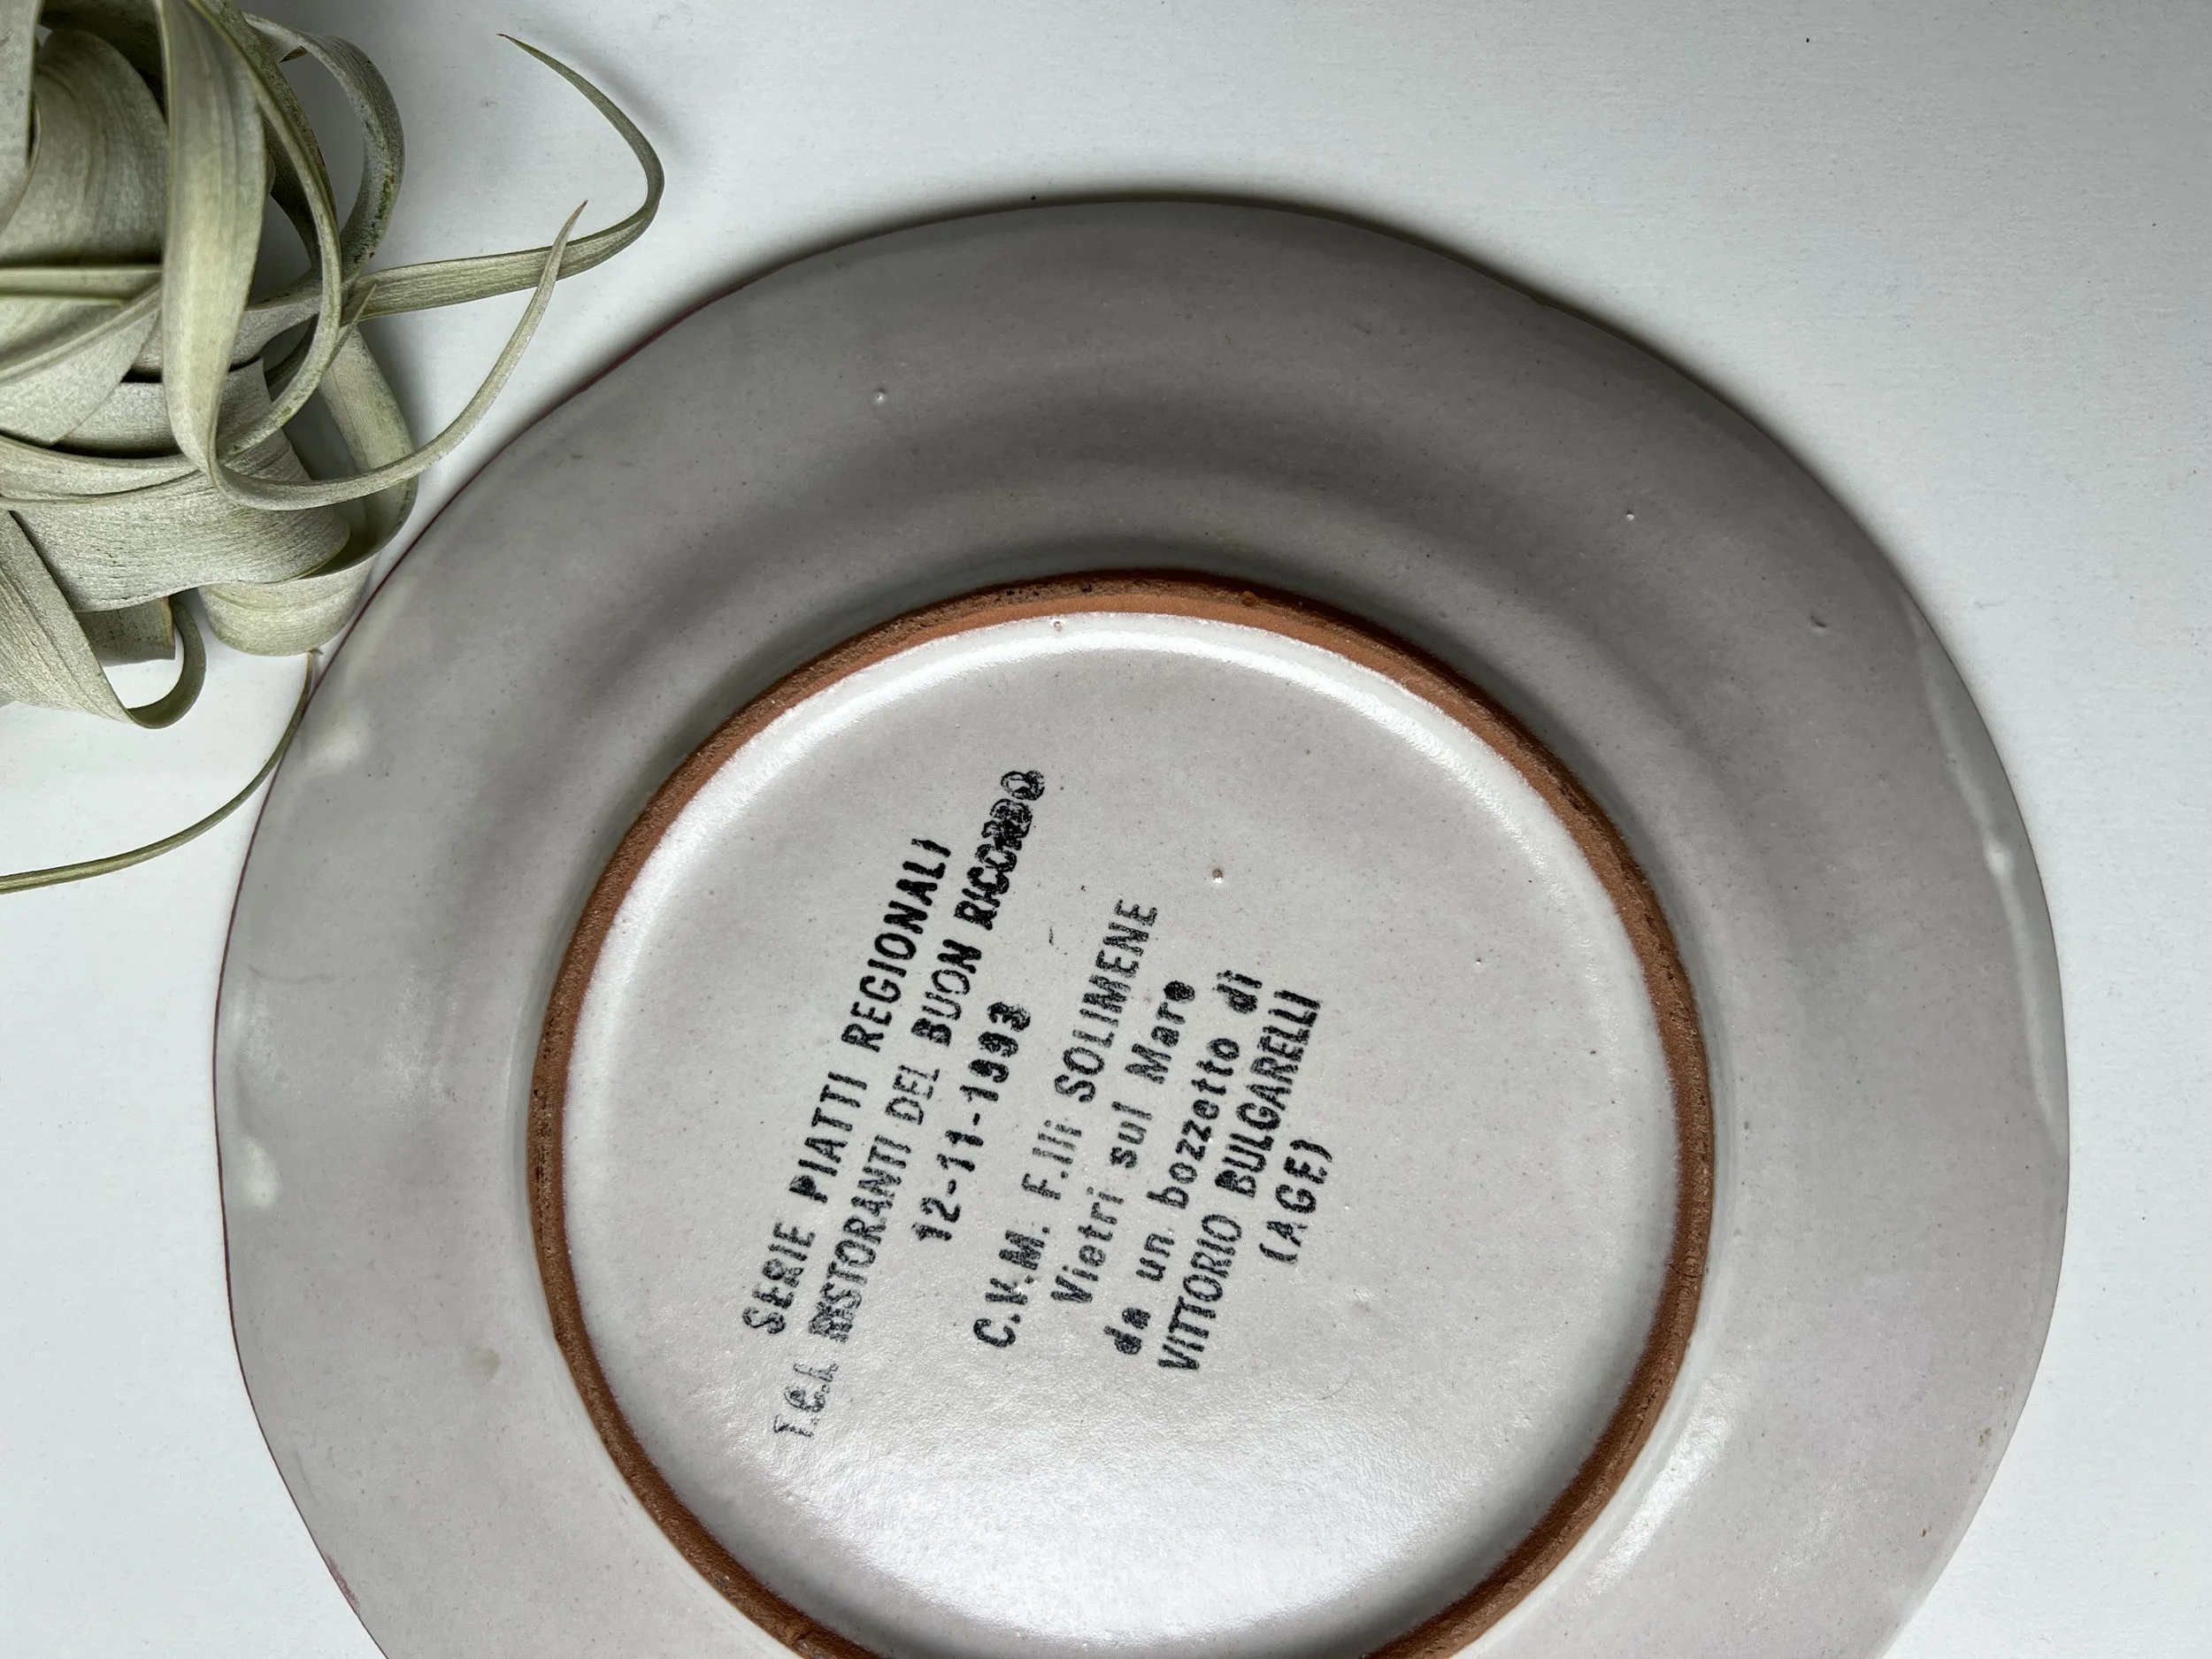 SERIE PIATTI REGIONALI
RISTORANTI DEL BUON RICORDO
12-11-1993
C.V.M. F.lli SOLIMENE
Vietri sul Mare
da un bozzetto di
VITTORIO BULGARELLI
(AGE)